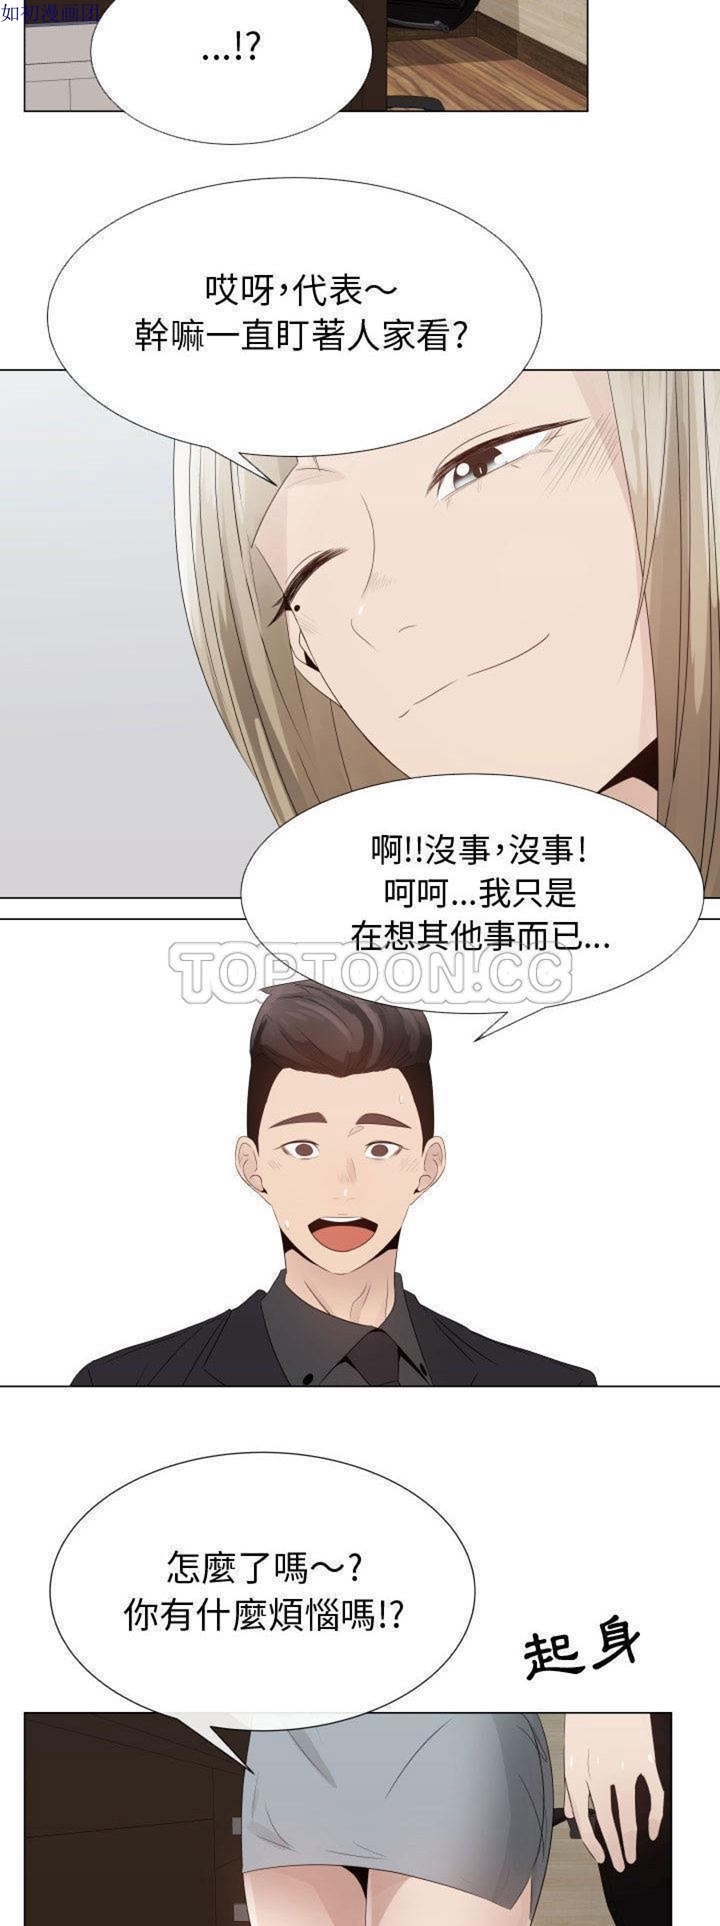 如初漫画团
...!?
哎呀，代表～
幹嘛一直盯著人家看?
啊!!沒事，沒事!
呵呵...我只是
在想其他事而已...
TOPTOON.CC
怎麼了嗎～?
你有什麼煩惱嗎!?
起身